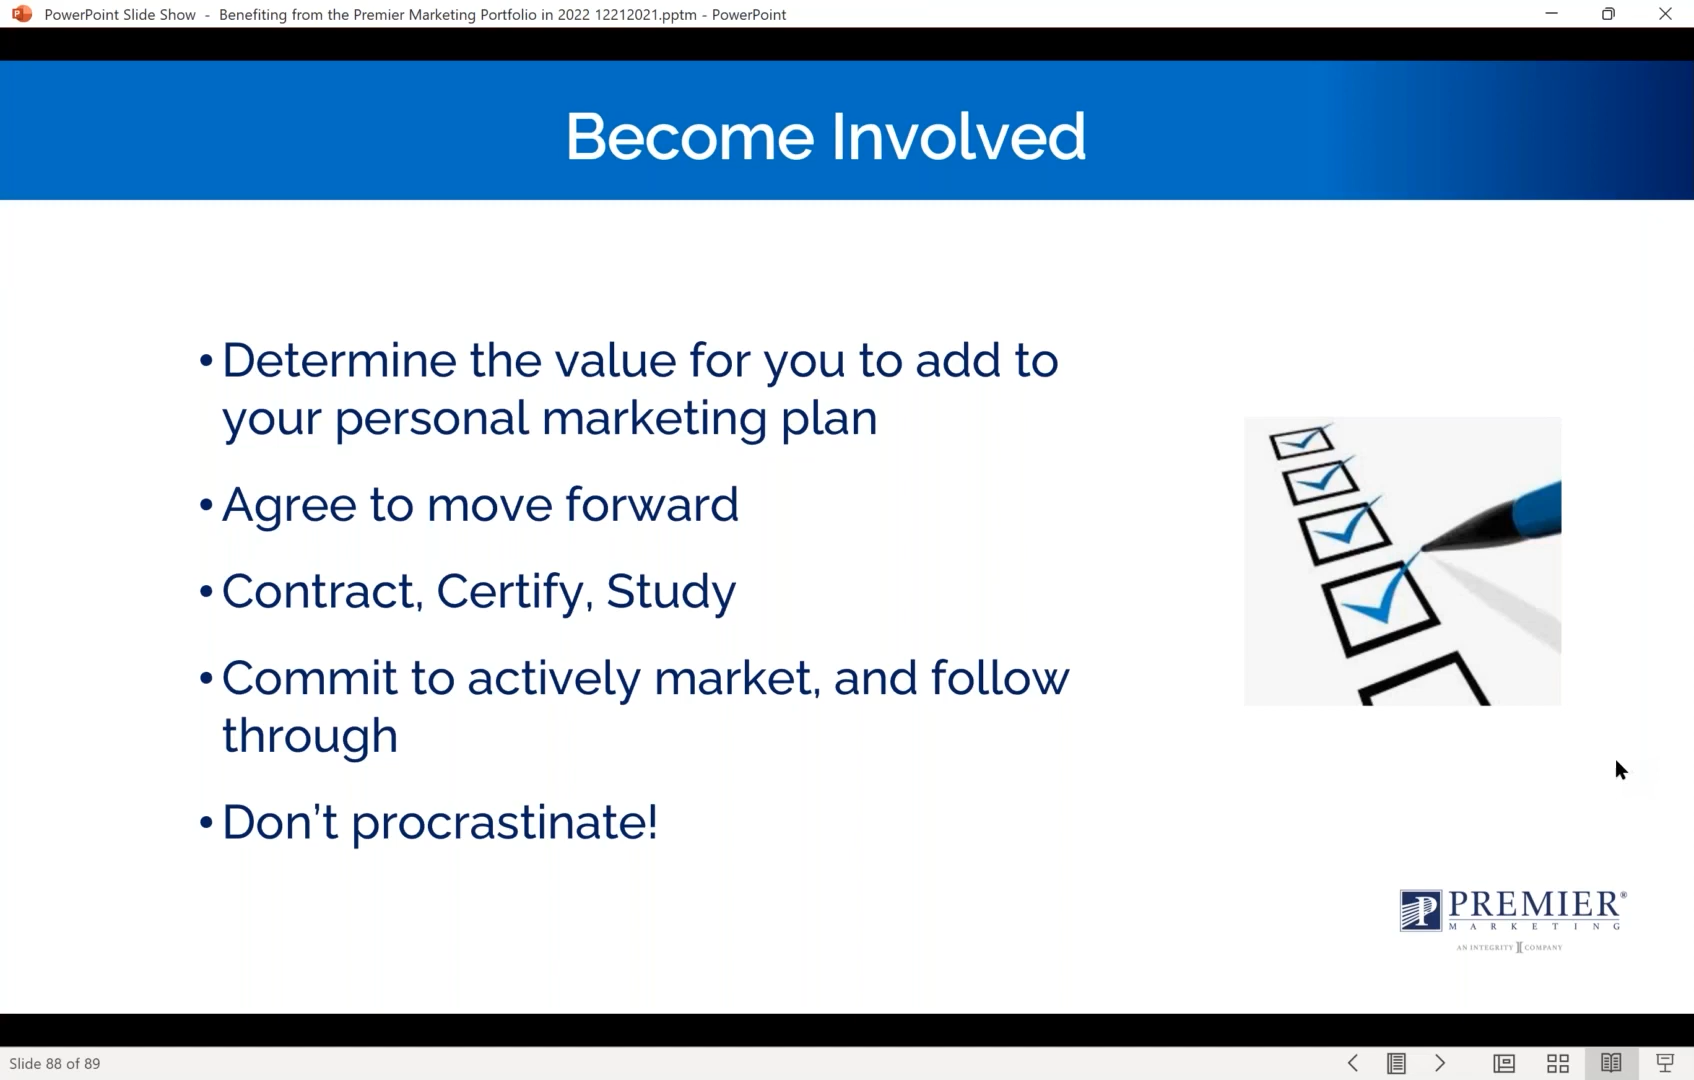 PowerPoint Slide Show - Benefiting from the Premier Marketing Portfolio in 2022 12212021.pptm - PowerPoint
Become Involved
• Determine the value for you to add to
your personal marketing plan
• Agree to move forward
• Contract, Certify, Study
• Commit to actively market, and follow
through
• Don’t procrastinate!
P PREMIER®
MARKETING
AN INTEGRITY COMPANY
Slide 88 of 89